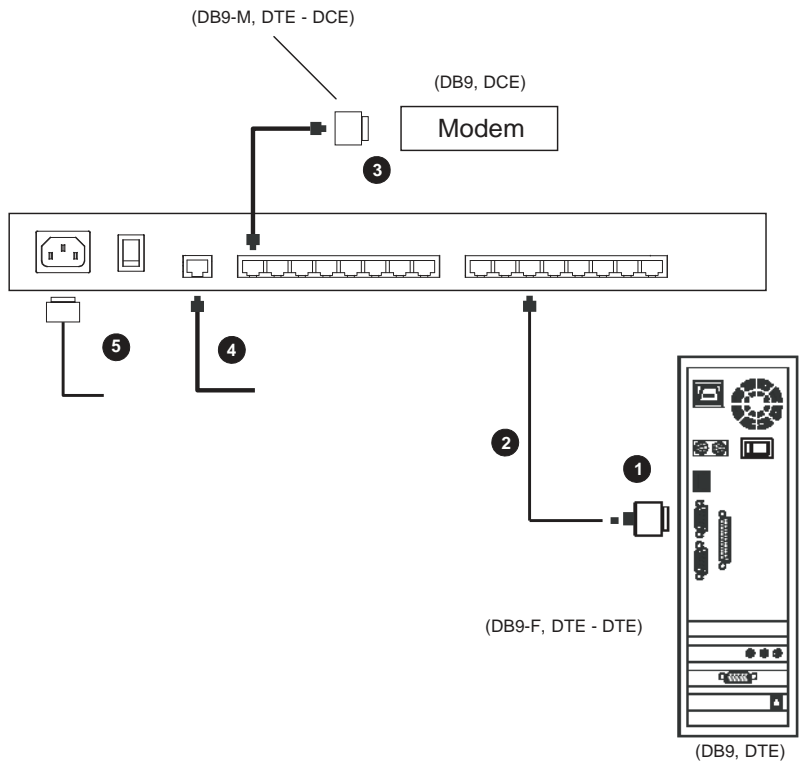 (DB9-M, DTE - DCE)
(DB9, DCE)
Modem
3
5
4
2
1
(DB9-F, DTE - DTE)
(DB9, DTE)